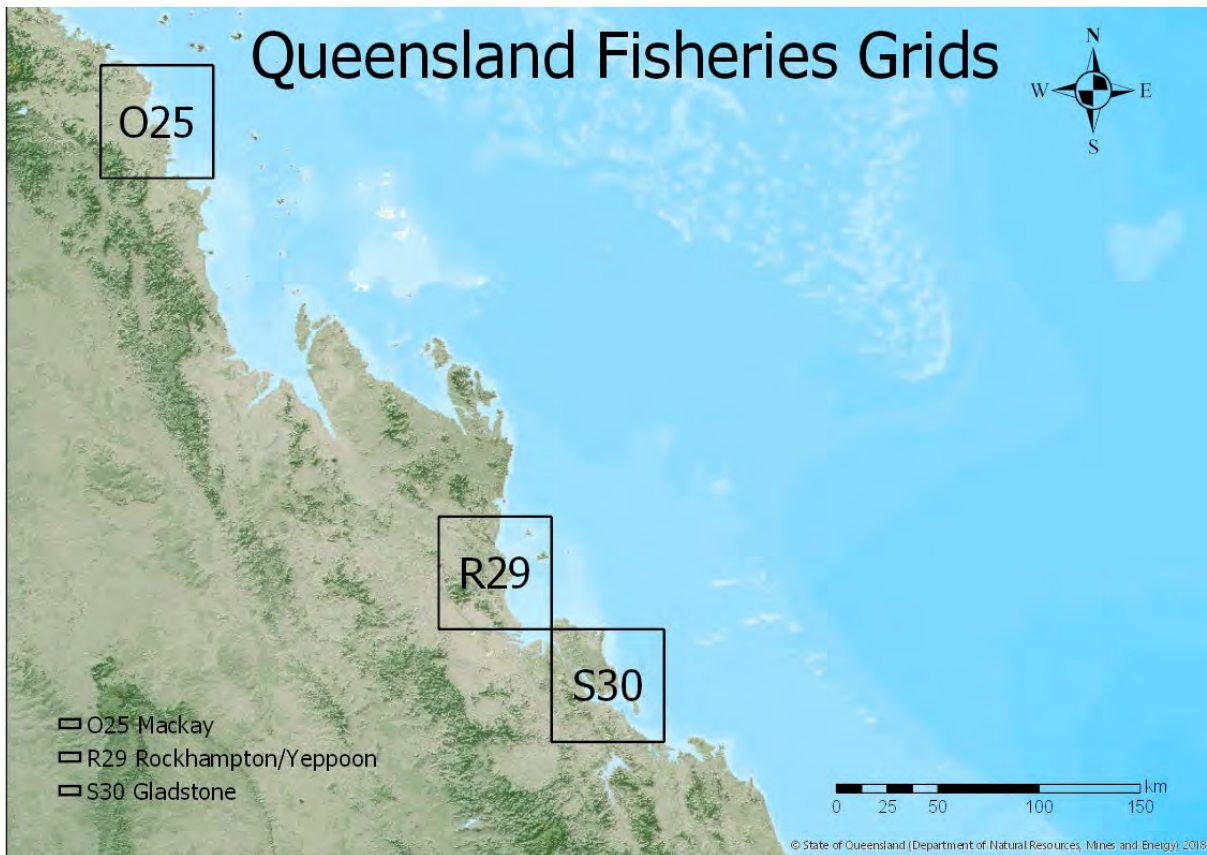 Queensland Fisheries Grids
N
W E
S
O25
R29
S30
O25 Mackay
R29 Rockhampton/Yeppoon
S30 Gladstone
km
0 25 50 100 150
© State of Queensland (Department of Natural Resources, Mines and Energy) 2018